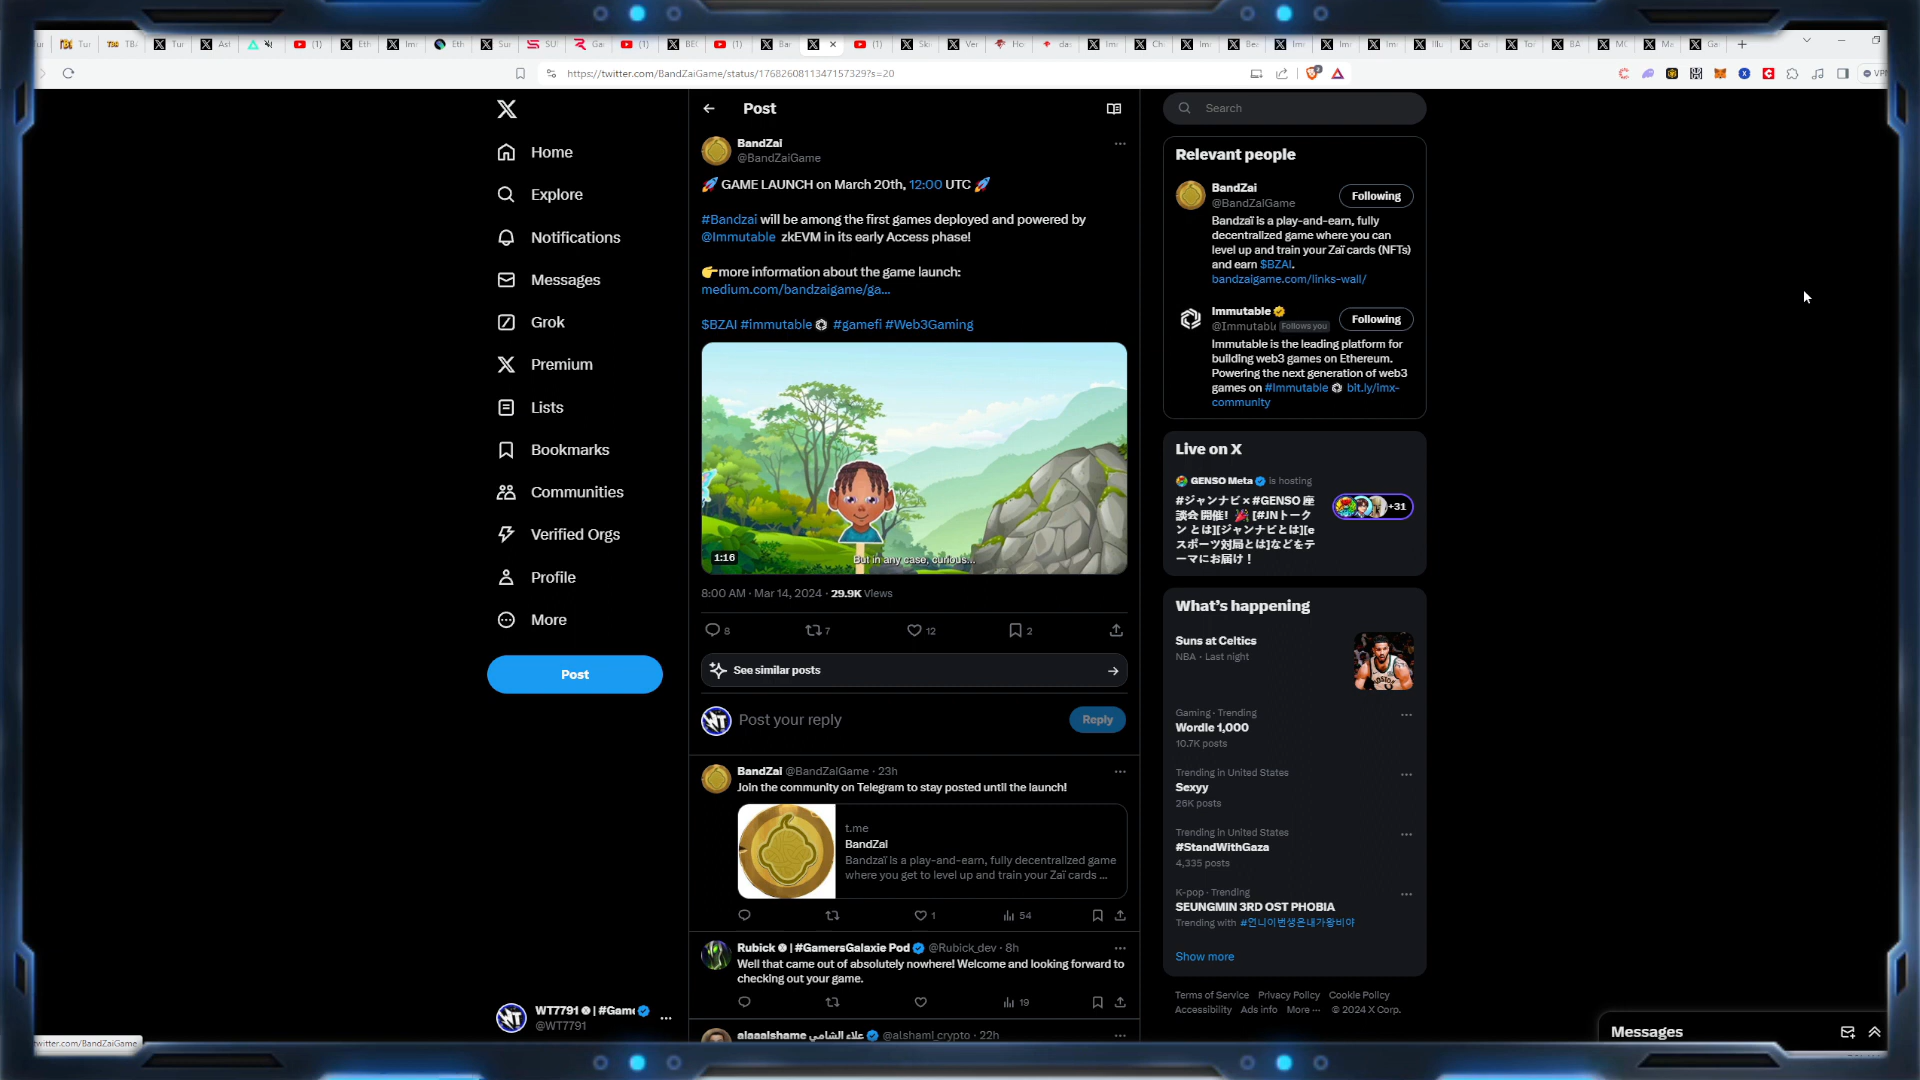 https://twitter.com/BandZaiGame/status/1768260811347157329?s=20
VPN
Post
Search
Home
Explore
Notifications
Messages
Grok
Premium
Lists
Bookmarks
Communities
Verified Orgs
Profile
More
Post
WT7791 | #Game
@WT7791
twitter.com/BandZaiGame
BandZai
@BandZaiGame
🚀 GAME LAUNCH on March 20th, 12:00 UTC 🚀
#Bandzai will be among the first games deployed and powered by
@Immutable zkEVM in its early Access phase!
👉more information about the game launch:
medium.com/bandzaigame/ga...
$BZAI #immutable #gamefi #Web3Gaming
1:16
But in any case, curious...
8:00 AM · Mar 14, 2024 · 29.9K Views
8 7 12 2
See similar posts
Post your reply
Reply
BandZai @BandZaiGame · 23h
Join the community on Telegram to stay posted until the launch!
t.me
BandZai
Bandzaï is a play-and-earn, fully decentralized game
where you get to level up and train your Zaï cards ...
1 54
Rubick | #GamersGalaxie Pod @Rubick_dev · 8h
Well that came out of absolutely nowhere! Welcome and looking forward to
checking out your game.
19
alaaalshame علاء الشامي @alshami_crypto · 22h
Relevant people
BandZai
@BandZaiGame
Following
Bandzaï is a play-and-earn, fully
decentralized game where you can
level up and train your Zaï cards (NFTs)
and earn $BZAI.
bandzaigame.com/links-wall/
Immutable
@Immutabl Follows you
Following
Immutable is the leading platform for
building web3 games on Ethereum.
Powering the next generation of web3
games on #Immutable bit.ly/imx-
community
Live on X
GENSO Meta is hosting
#ジャンナビ×#GENSO 座
談会 開催! 🎉 [#JNトーク
ン とは][ジャンナビとは][e
スポーツ対局とは]などをテ
ーマにお届け！
+31
What's happening
Suns at Celtics
NBA · Last night
Gaming · Trending
Wordle 1,000
10.7K posts
Trending in United States
Sexyy
26K posts
Trending in United States
#StandWithGaza
4,335 posts
K-pop · Trending
SEUNGMIN 3RD OST PHOBIA
Trending with #언니이번생은내가왕비야
Show more
Terms of Service Privacy Policy Cookie Policy
Accessibility Ads info More ··· © 2024 X Corp.
Messages